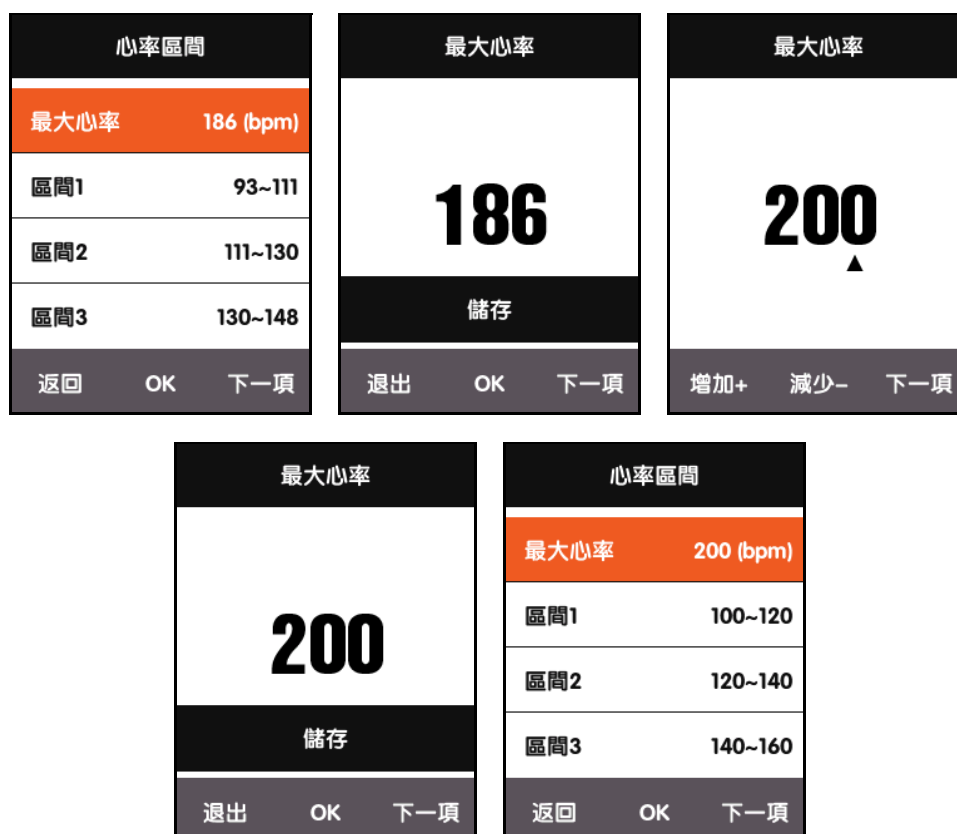 心率區間
最大心率 186 (bpm)
區間1 93~111
區間2 111~130
區間3 130~148
返回 OK 下一項
最大心率
186
儲存
退出 OK 下一項
最大心率
200
▲
增加+ 減少- 下一項
最大心率
200
儲存
退出 OK 下一項
心率區間
最大心率 200 (bpm)
區間1 100~120
區間2 120~140
區間3 140~160
返回 OK 下一項